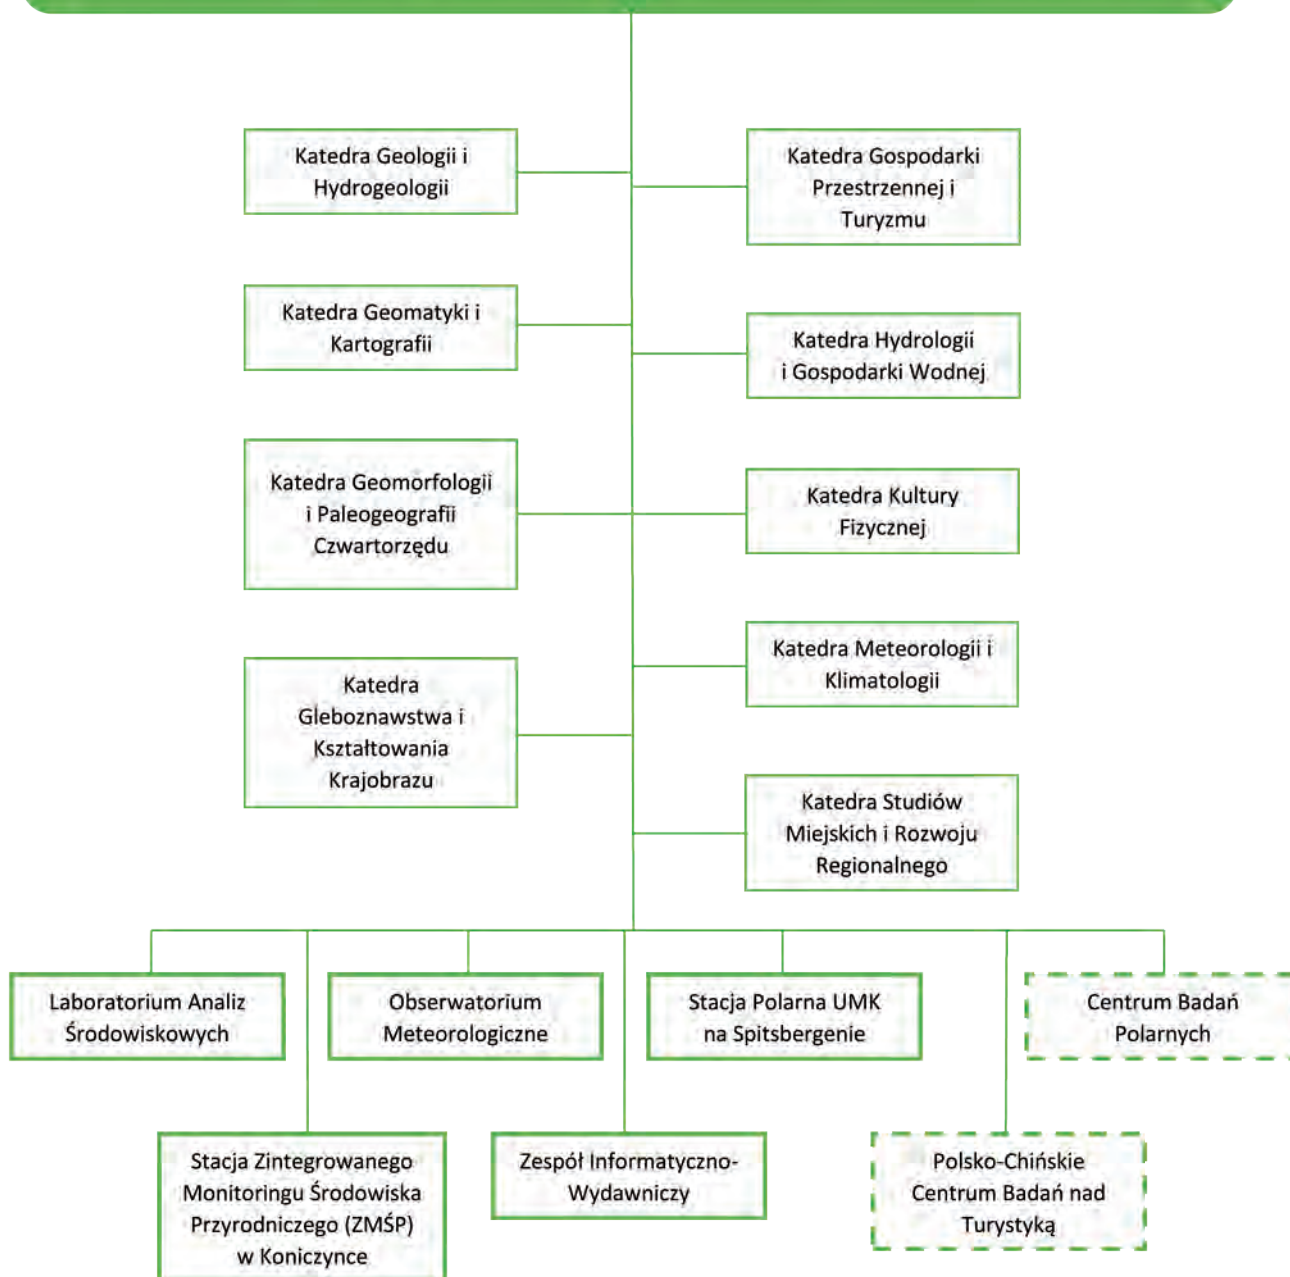 Katedra Geologii i
Hydrogeologii
Katedra Gospodarki
Przestrzennej i
Turyzmu
Katedra Geomatyki i
Kartografii
Katedra Hydrologii
i Gospodarki Wodnej
Katedra Geomorfologii
i Paleogeografii
Czwartorzędu
Katedra Kultury
Fizycznej
Katedra Meteorologii i
Klimatologii
Katedra
Gleboznawstwa i
Kształtowania
Krajobrazu
Katedra Studiów
Miejskich i Rozwoju
Regionalnego
Laboratorium Analiz
Środowiskowych
Obserwatorium
Meteorologiczne
Stacja Polarna UMK
na Spitsbergenie
Centrum Badań
Polarnych
Stacja Zintegrowanego
Monitoringu Środowiska
Przyrodniczego (ZMŚP)
w Koniczynce
Zespół Informatyczno-
Wydawniczy
Polsko-Chińskie
Centrum Badań nad
Turystyką